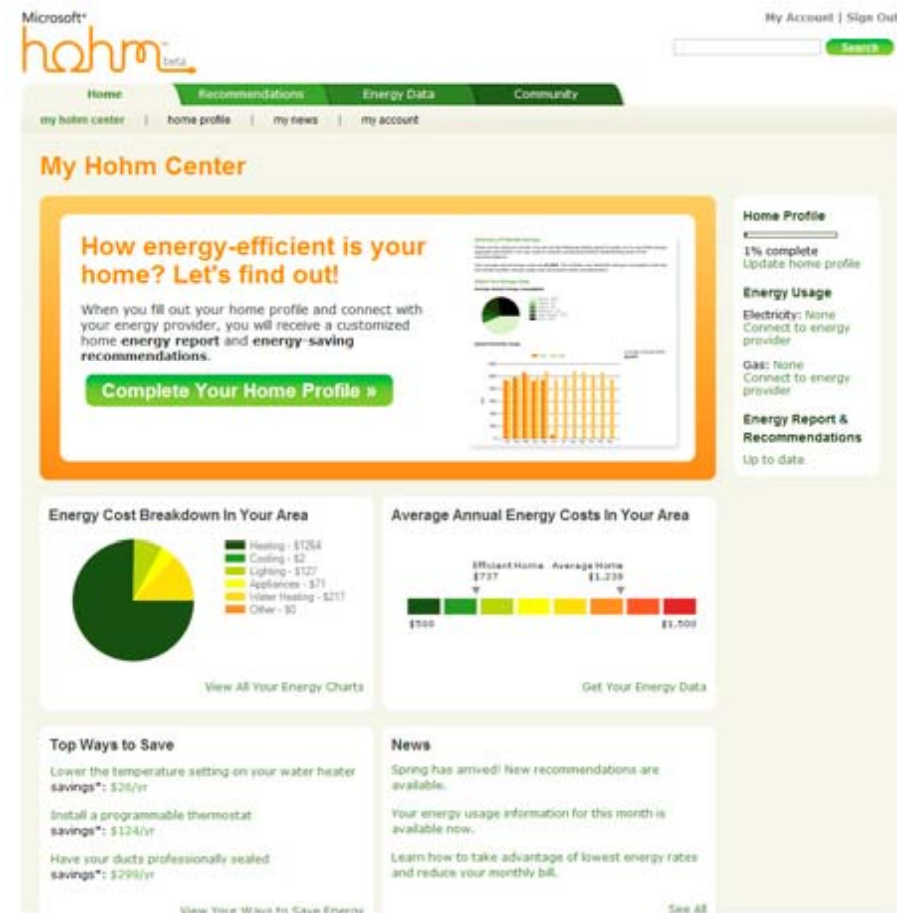 Microsoft®
My Account | Sign Out
hohm™ beta
Search
Home Recommendations Energy Data Community
my hohm center | home profile | my news | my account
My Hohm Center
How energy-efficient is your
home? Let's find out!
When you fill out your home profile and connect with
your energy provider, you will receive a customized
home energy report and energy-saving
recommendations.
Complete Your Home Profile »
Home Profile
1% complete
Update home profile
Energy Usage
Electricity: None
Connect to energy
provider
Gas: None
Connect to energy
provider
Energy Report &
Recommendations
Up to date
Energy Cost Breakdown In Your Area
Heating - $1264
Cooling - $2
Lighting - $127
Appliances - $71
Water Heating - $217
Other - $0
View All Your Energy Charts
Average Annual Energy Costs In Your Area
Efficient Home Average Home
$737 $1,239
$500 $1,500
Get Your Energy Data
Top Ways to Save
Lower the temperature setting on your water heater
savings*: $26/yr
Install a programmable thermostat
savings*: $124/yr
Have your ducts professionally sealed
savings*: $299/yr
View Your Ways to Save Energy
News
Spring has arrived! New recommendations are
available.
Your energy usage information for this month is
available now.
Learn how to take advantage of lowest energy rates
and reduce your monthly bill.
See All